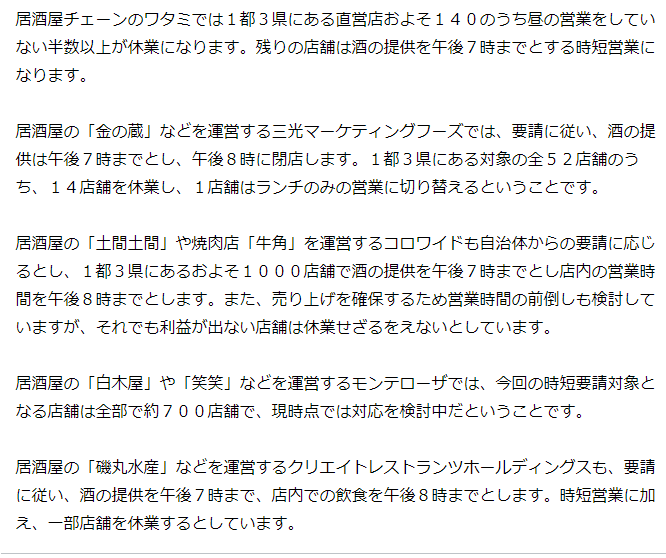 居酒屋チェーンのワタミでは１都３県にある直営店およそ１４０のうち昼の営業をしてい
ない半数以上が休業になります。残りの店舗は酒の提供を午後７時までとする時短営業に
なります。
居酒屋の「金の蔵」などを運営する三光マーケティングフーズでは、要請に従い、酒の提
供は午後７時までとし、午後８時に閉店します。１都３県にある対象の全５２店舗のう
ち、１４店舗を休業し、１店舗はランチのみの営業に切り替えるということです。
居酒屋の「土間土間」や焼肉店「牛角」を運営するコロワイドも自治体からの要請に応じ
るとし、１都３県にあるおよそ１０００店舗で酒の提供を午後７時までとし店内の営業時
間を午後８時までとします。また、売り上げを確保するため営業時間の前倒しも検討して
いますが、それでも利益が出ない店舗は休業せざるをえないとしています。
居酒屋の「白木屋」や「笑笑」などを運営するモンテローザでは、今回の時短要請対象と
なる店舗は全部で約７００店舗で、現時点では対応を検討中だということです。
居酒屋の「磯丸水産」などを運営するクリエイトレストランツホールディングスも、要請
に従い、酒の提供を午後７時まで、店内での飲食を午後８時までとします。時短営業に加
え、一部店舗を休業するとしています。